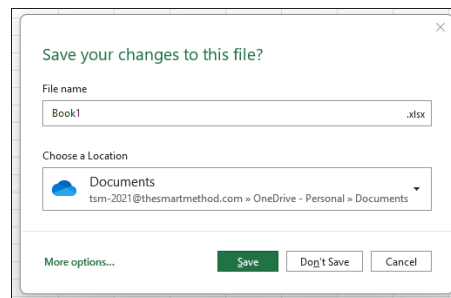 Save your changes to this file?
File name
Book1 .xlsx
Choose a Location
Documents
tsm-2021@thesmartmethod.com » OneDrive - Personal » Documents
More options... Save Don't Save Cancel